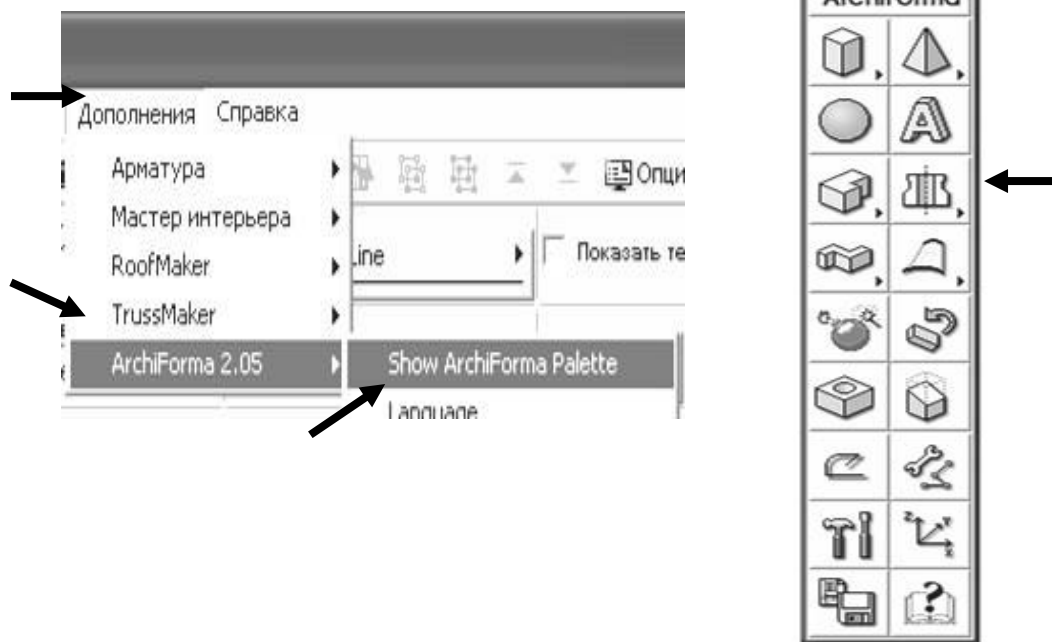 ArchiForma
Дополнения Справка
Арматура
Мастер интерьера
RoofMaker
TrussMaker
ArchiForma 2.05
Опци
Line
Показать те
Show ArchiForma Palette
Language
Z Y
X